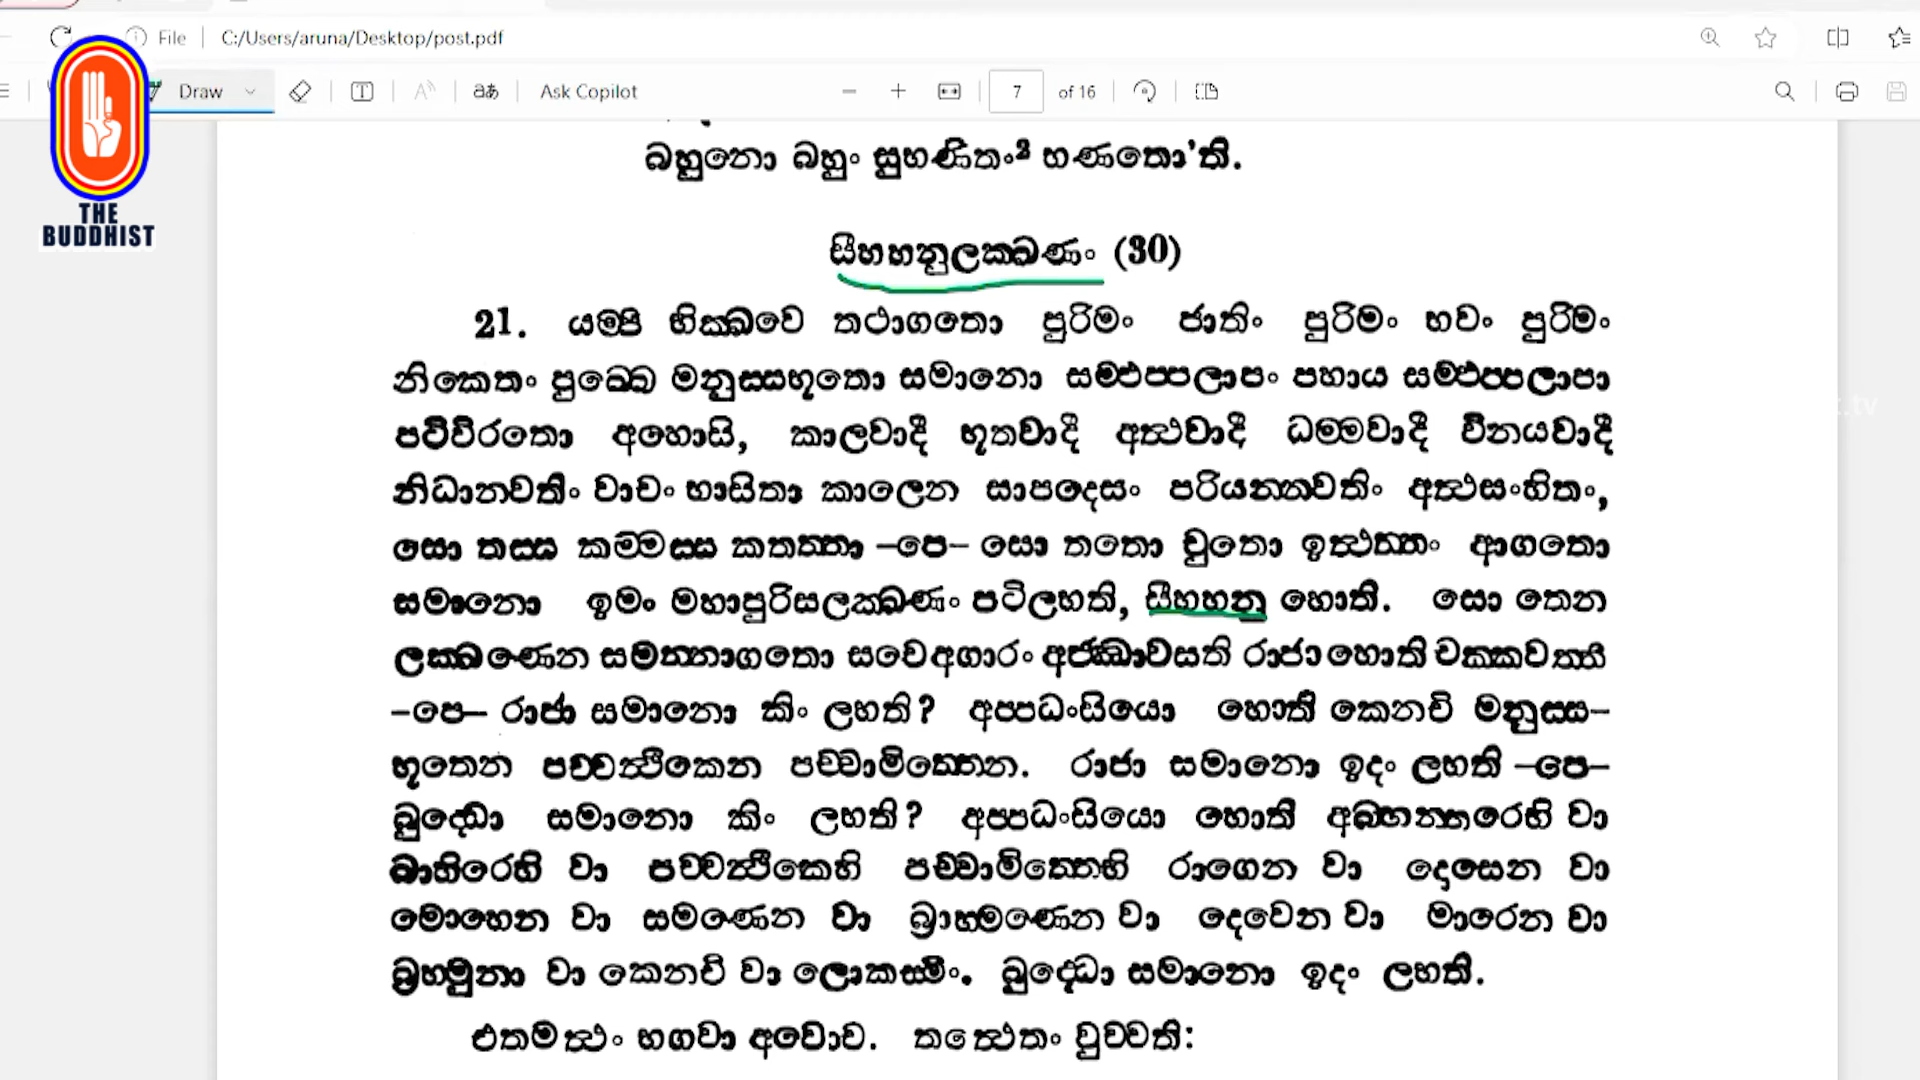 File C:/Users/aruna/Desktop/post.pdf
Draw aあ Ask Copilot 7 of 16
THE
BUDDHIST
බහුනො බහුං සුභණිතං² භණතො'ති.
සීහහනුලක්ඛණං (30)
21. යම්පි භික්ඛවෙ තථාගතො පුරිමං ජාතිං පුරිමං භවං පුරිමං
නිකෙතං පුබ්බෙ මනුස්සභූතො සමානො සම්ඵප්පලාපං පහාය සම්ඵප්පලාපා
පටිවිරතො අහොසි, කාලවාදී භූතවාදී අත්ථවාදී ධම්මවාදී විනයවාදී
නිධානවතිං වාචං භාසිතා කාලෙන සාපදෙසං පරියන්තවතිං අත්ථසංහිතං,
සො තස්ස කම්මස්ස කතත්තා –පෙ– සො තතො චුතො ඉත්ථත්තං ආගතො
සමානො ඉමං මහාපුරිසලක්ඛණං පටිලභති, සීහහනු හොති. සො තෙන
ලක්ඛණෙන සමන්නාගතො සචෙ අගාරං අජ්ඣාවසති රාජා හොති චක්කවත්තී
–පෙ– රාජා සමානො කිං ලභති? අප්පධංසියො හොති කෙනචි මනුස්ස–
භූතෙන පච්චත්ථිකෙන පච්චාමිත්තෙන. රාජා සමානො ඉදං ලභති –පෙ–
බුද්ධො සමානො කිං ලභති? අප්පධංසියො හොති අබ්භන්තරෙහි වා
බාහිරෙහි වා පච්චත්ථිකෙහි පච්චාමිත්තෙහි රාගෙන වා දොසෙන වා
මොහෙන වා සමණෙන වා බ්‍රාහ්මණෙන වා දෙවෙන වා මාරෙන වා
බ්‍රහ්මුනා වා කෙනචි වා ලොකස්මිං. බුද්ධො සමානො ඉදං ලභති.
එතමත්ථං භගවා අවොච. තත්ථෙතං වුච්චති: